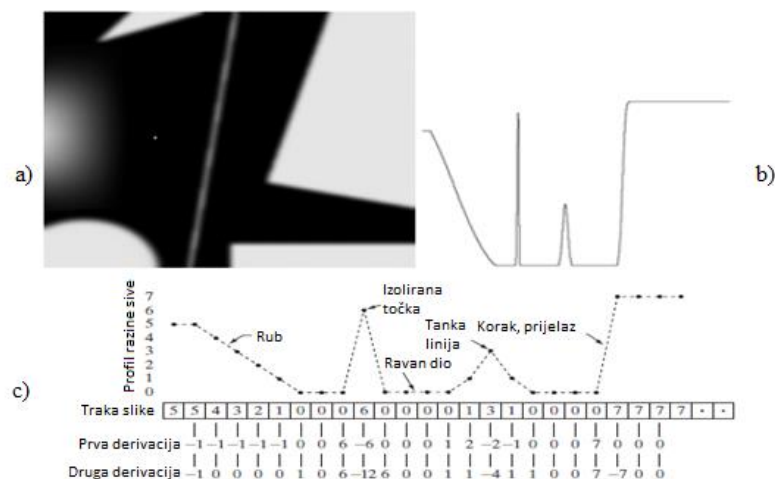 a)
b)
Izolirana
točka
Profil razine sive
7
6
5
4
3
2
1
0
Rub
Ravan dio
Tanka
linija
Korak, prijelaz
c)
Traka slike 5 5 4 3 2 1 0 0 0 6 0 0 0 0 1 3 1 0 0 0 0 7 7 7 7 · ·
Prva derivacija −1 −1 −1 −1 −1 0 0 6 −6 0 0 0 1 2 −2 −1 0 0 0 7 0 0 0
Druga derivacija −1 0 0 0 0 1 0 6 −12 6 0 0 1 1 −4 1 1 0 0 7 −7 0 0